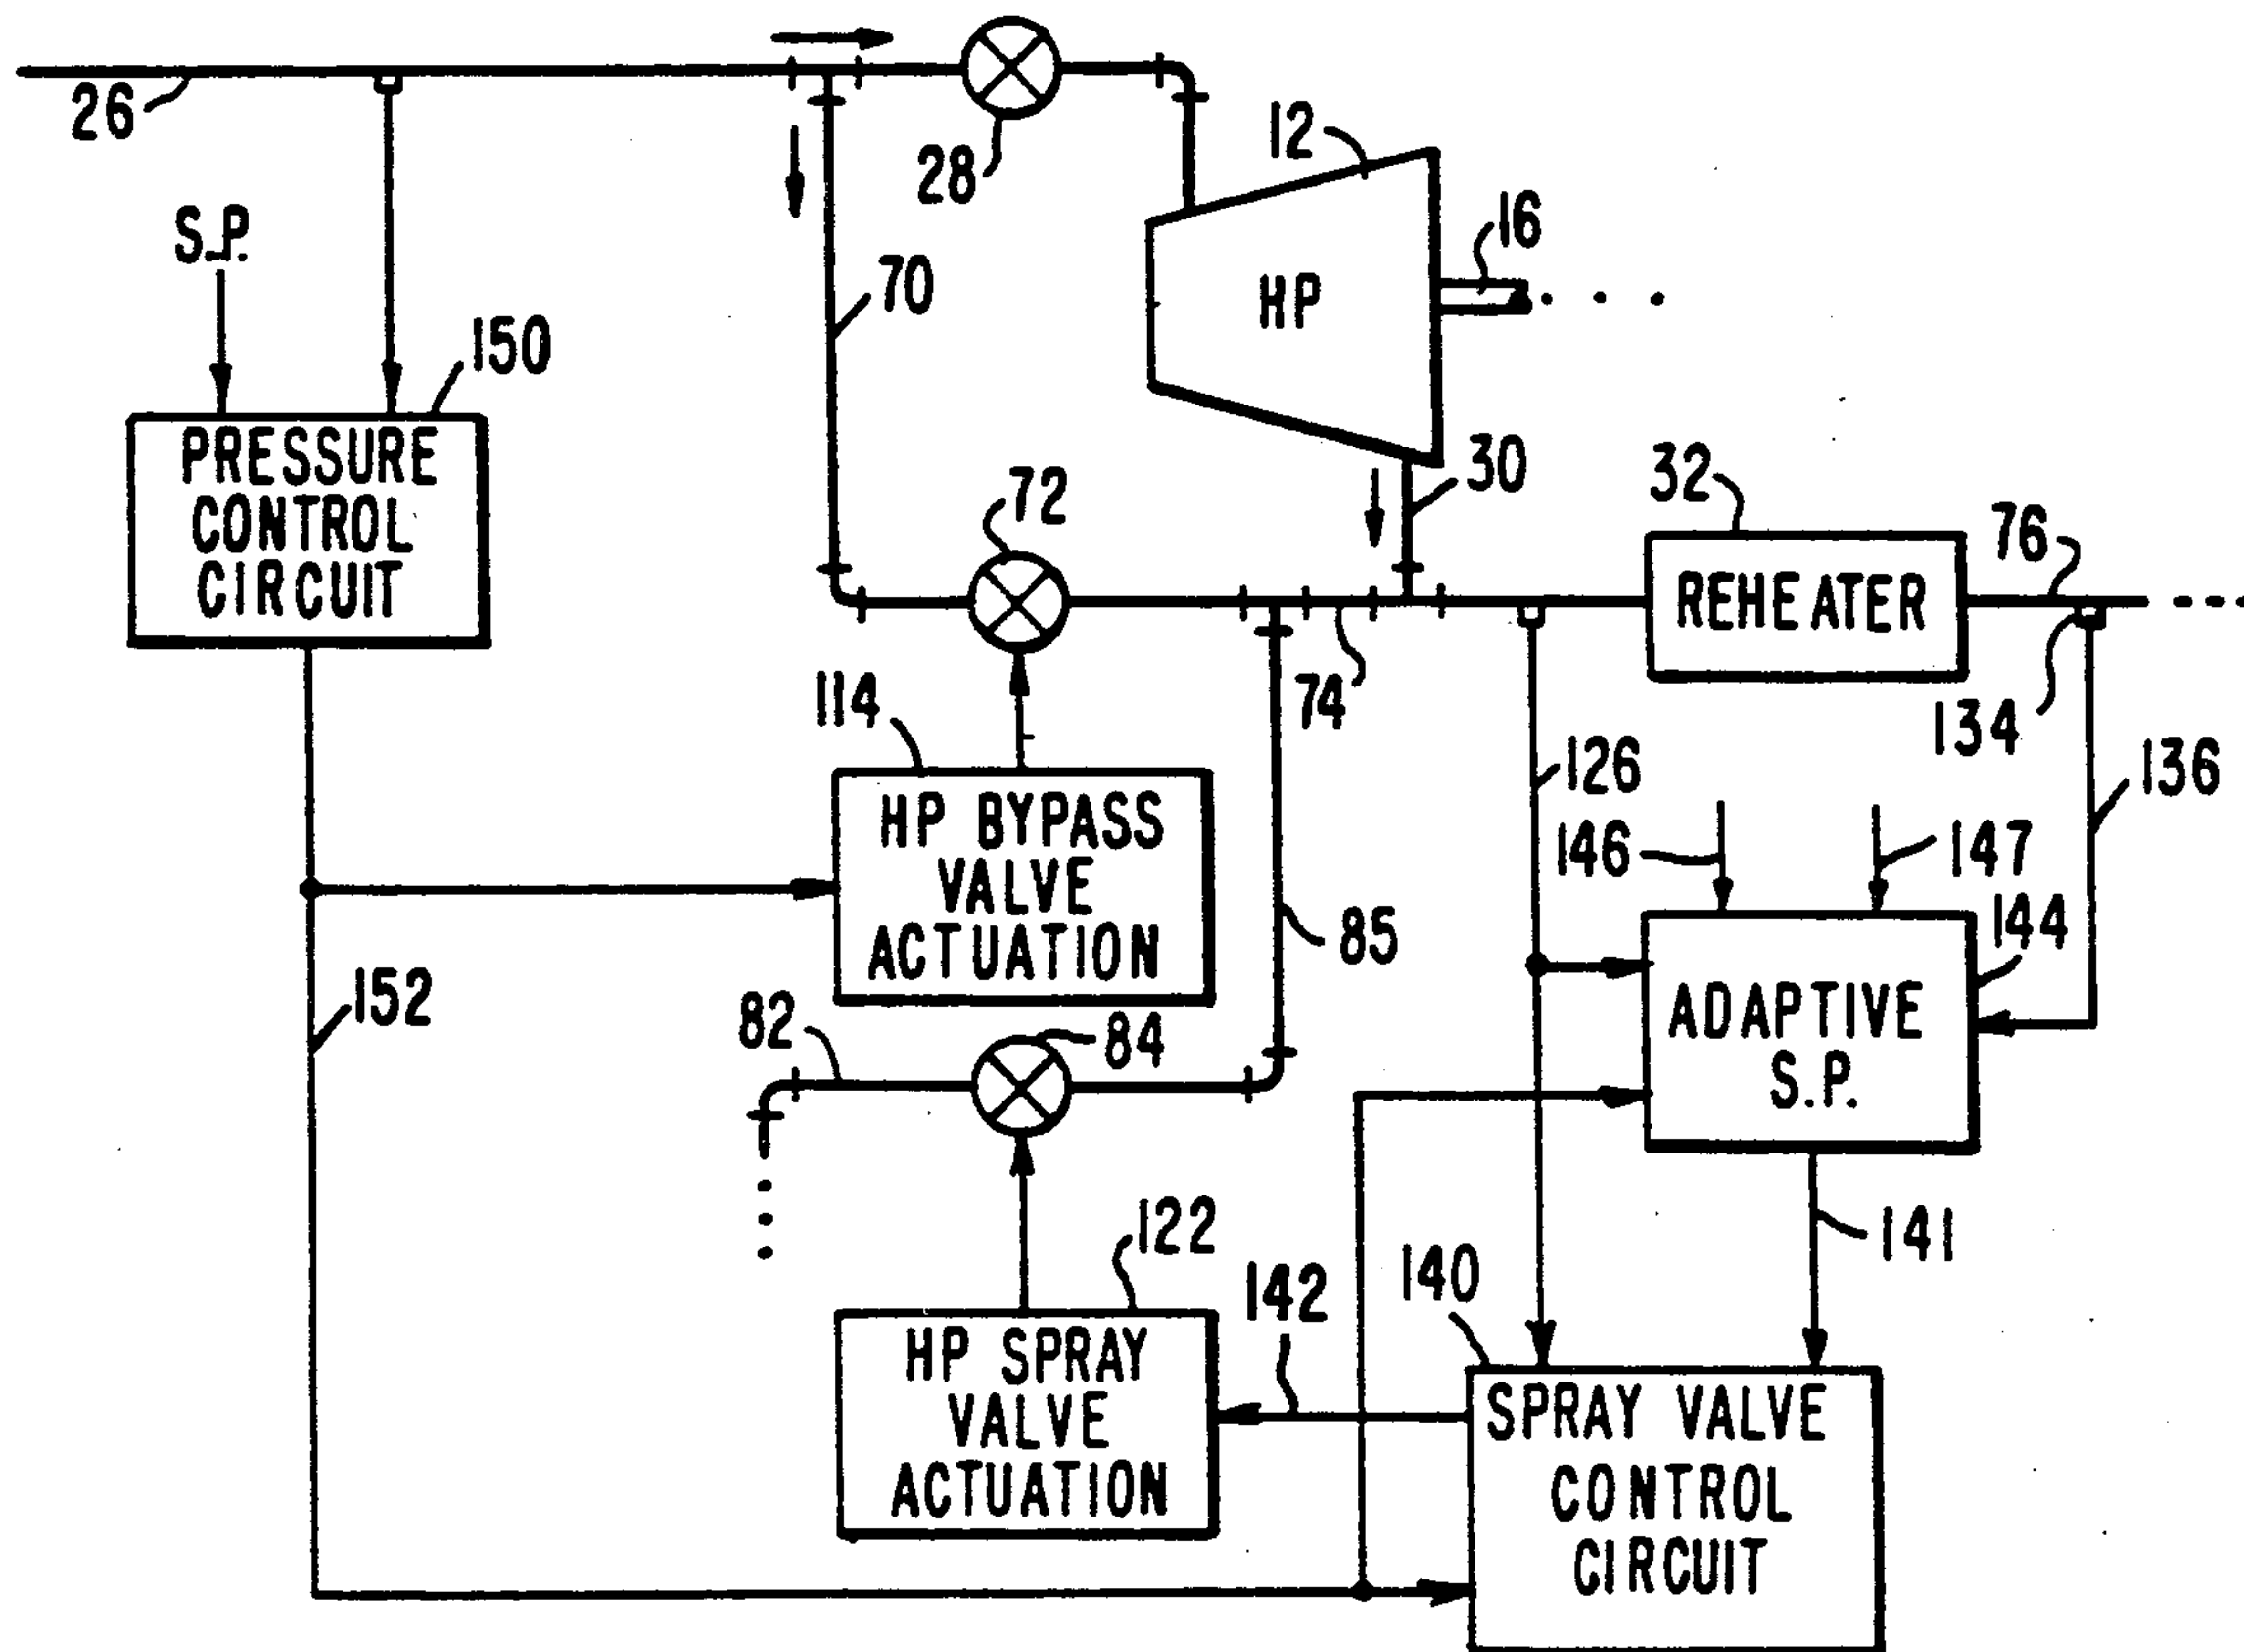 26
28
12
16
S.P.
70
HP
150
PRESSURE
CONTROL
CIRCUIT
72
30
32
76
REHEATER
114
74
134
126
136
HP BYPASS
VALVE
ACTUATION
146
147
85
144
152
82
84
ADAPTIVE
S.P.
122
142
140
141
HP SPRAY
VALVE
ACTUATION
SPRAY VALVE
CONTROL
CIRCUIT